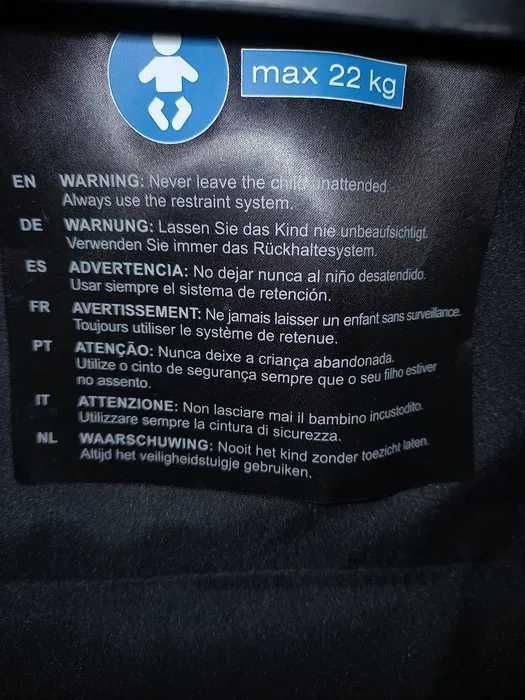 max 22 kg
EN WARNING: Never leave the child unattended.
Always use the restraint system.
DE WARNUNG: Lassen Sie das Kind nie unbeaufsichtigt.
Verwenden Sie immer das Rückhaltesystem.
ES ADVERTENCIA: No dejar nunca al niño desatendido.
Usar siempre el sistema de retención.
FR AVERTISSEMENT: Ne jamais laisser un enfant sans surveillance.
Toujours utiliser le système de retenue.
PT ATENÇÃO: Nunca deixe a criança abandonada.
Utilize o cinto de segurança sempre que o seu filho estiver
no assento.
IT ATTENZIONE: Non lasciare mai il bambino incustodito.
Utilizzare sempre la cintura di sicurezza.
NL WAARSCHUWING: Nooit het kind zonder toezicht laten.
Altijd het veiligheidstuigje gebruiken.